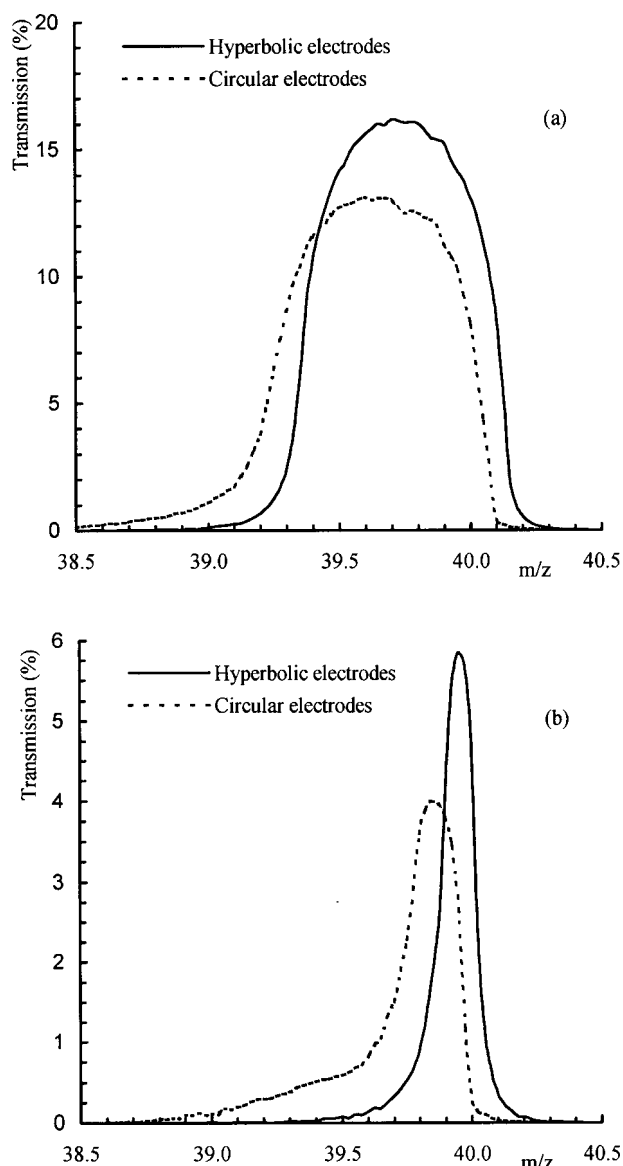 20
Hyperbolic electrodes
Circular electrodes
(a)
Transmission (%)
15
10
5
0
38.5 39.0 39.5 40.0 m/z 40.5
6
Hyperbolic electrodes
Circular electrodes
(b)
Transmission (%)
5
4
3
2
1
0
38.5 39.0 39.5 40.0 m/z 40.5